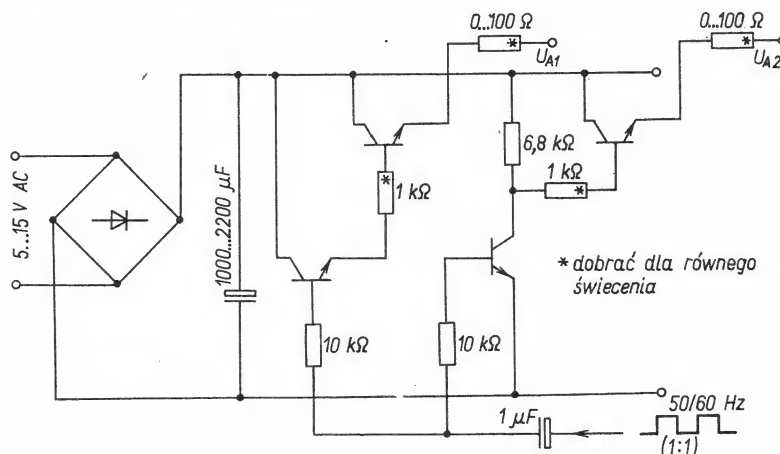 0...100 Ω
*
U_A1
0...100 Ω
*
U_A2
5...15 V AC
1000...2200 μF
*
1 kΩ
6,8 kΩ
1 kΩ
*
10 kΩ
10 kΩ
* dobrać dla równego
świecenia
1 μF
50/60 Hz
(1:1)